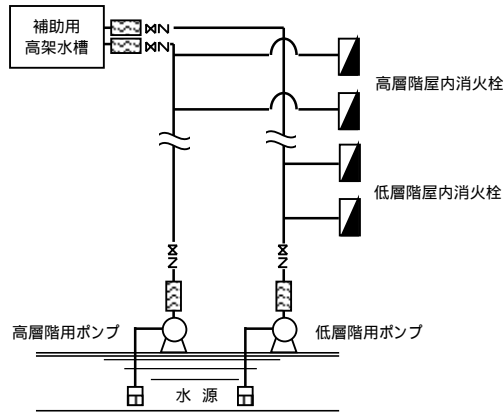 補助用
高架水槽
高層階屋内消火栓
低層階屋内消火栓
高層階用ポンプ
低層階用ポンプ
水 源